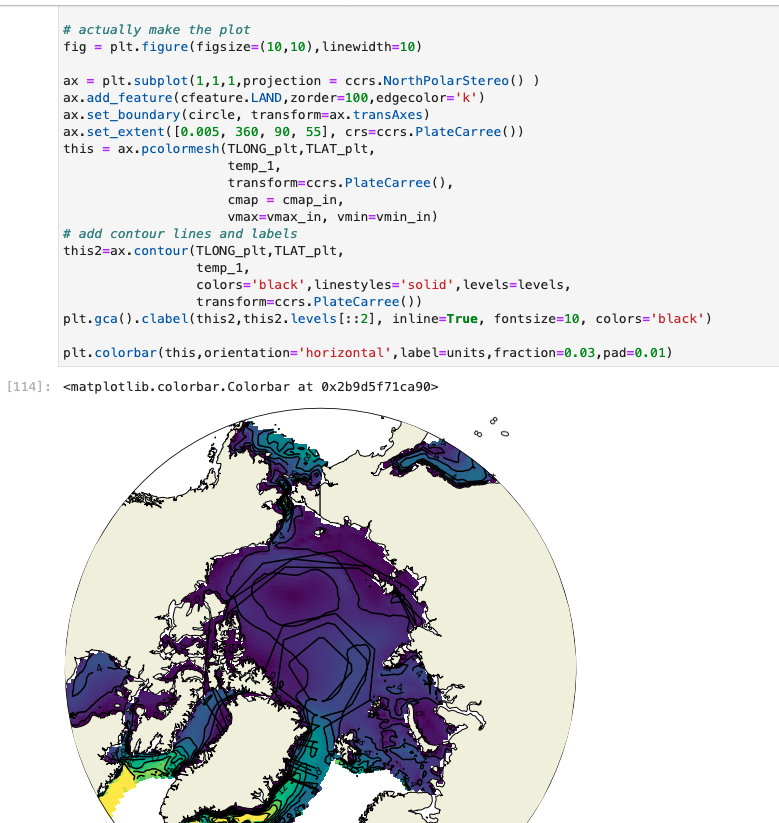 # actually make the plot
fig = plt.figure(figsize=(10,10),linewidth=10)
ax = plt.subplot(1,1,1,projection = ccrs.NorthPolarStereo() )
ax.add_feature(cfeature.LAND,zorder=100,edgecolor='k')
ax.set_boundary(circle, transform=ax.transAxes)
ax.set_extent([0.005, 360, 90, 55], crs=ccrs.PlateCarree())
this = ax.pcolormesh(TLONG_plt,TLAT_plt,
temp_1,
transform=ccrs.PlateCarree(),
cmap = cmap_in,
vmax=vmax_in, vmin=vmin_in)
# add contour lines and labels
this2=ax.contour(TLONG_plt,TLAT_plt,
temp_1,
colors='black',linestyles='solid',levels=levels,
transform=ccrs.PlateCarree())
plt.gca().clabel(this2,this2.levels[::2], inline=True, fontsize=10, colors='black')
plt.colorbar(this,orientation='horizontal',label=units,fraction=0.03,pad=0.01)
[114]: <matplotlib.colorbar.Colorbar at 0x2b9d5f71ca90>
8
8
0
4
4